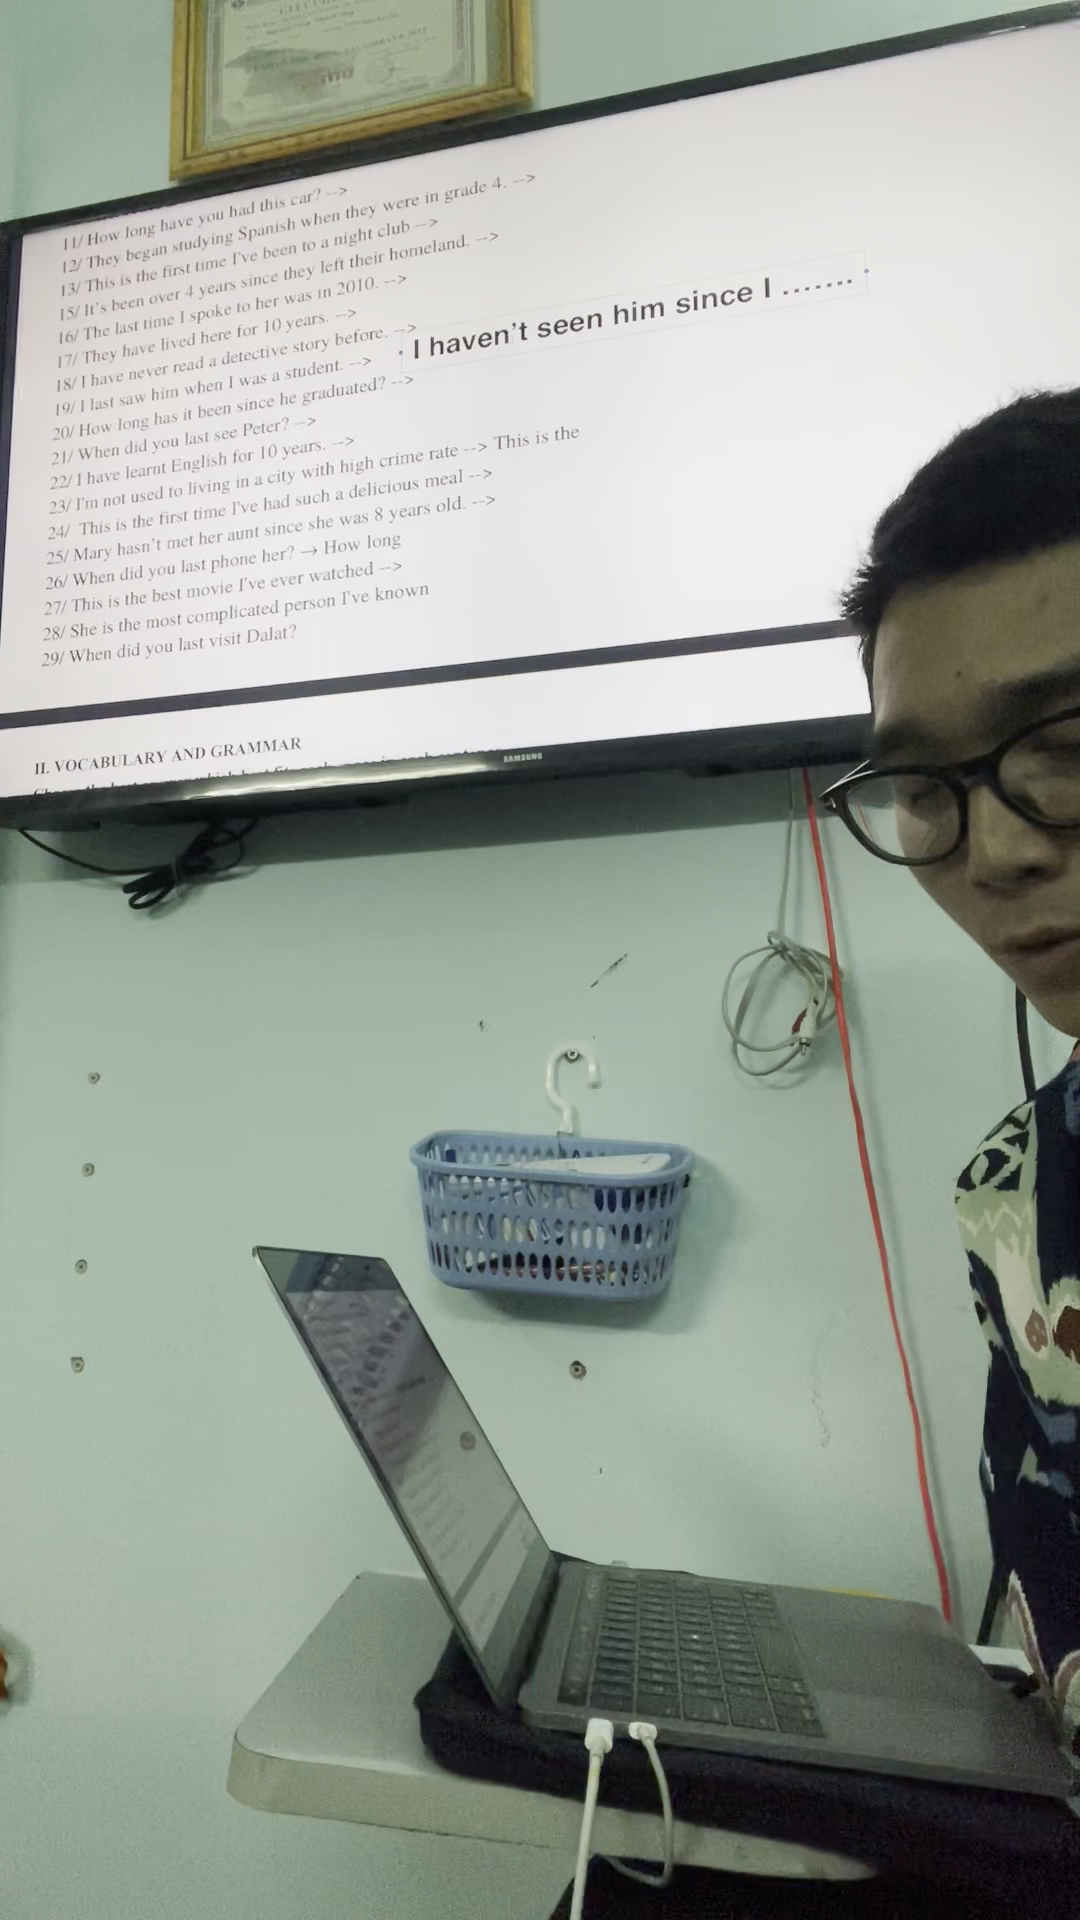 11/ How long have you had this car? -->
12/ They began studying Spanish when they were in grade 4. -->
13/ This is the first time I've been to a night club -->
15/ It's been over 4 years since they left their homeland. -->
16/ The last time I spoke to her was in 2010. -->
17/ They have lived here for 10 years. -->
18/ I have never read a detective story before. -->
19/ I last saw him when I was a student. -->
I haven't seen him since I .......
20/ How long has it been since he graduated? -->
21/ When did you last see Peter? -->
22/ I have learnt English for 10 years. -->
23/ I'm not used to living in a city with high crime rate --> This is the
24/ This is the first time I've had such a delicious meal -->
25/ Mary hasn't met her aunt since she was 8 years old. -->
26/ When did you last phone her? → How long
27/ This is the best movie I've ever watched -->
28/ She is the most complicated person I've known
29/ When did you last visit Dalat?
II. VOCABULARY AND GRAMMAR
SAMSUNG